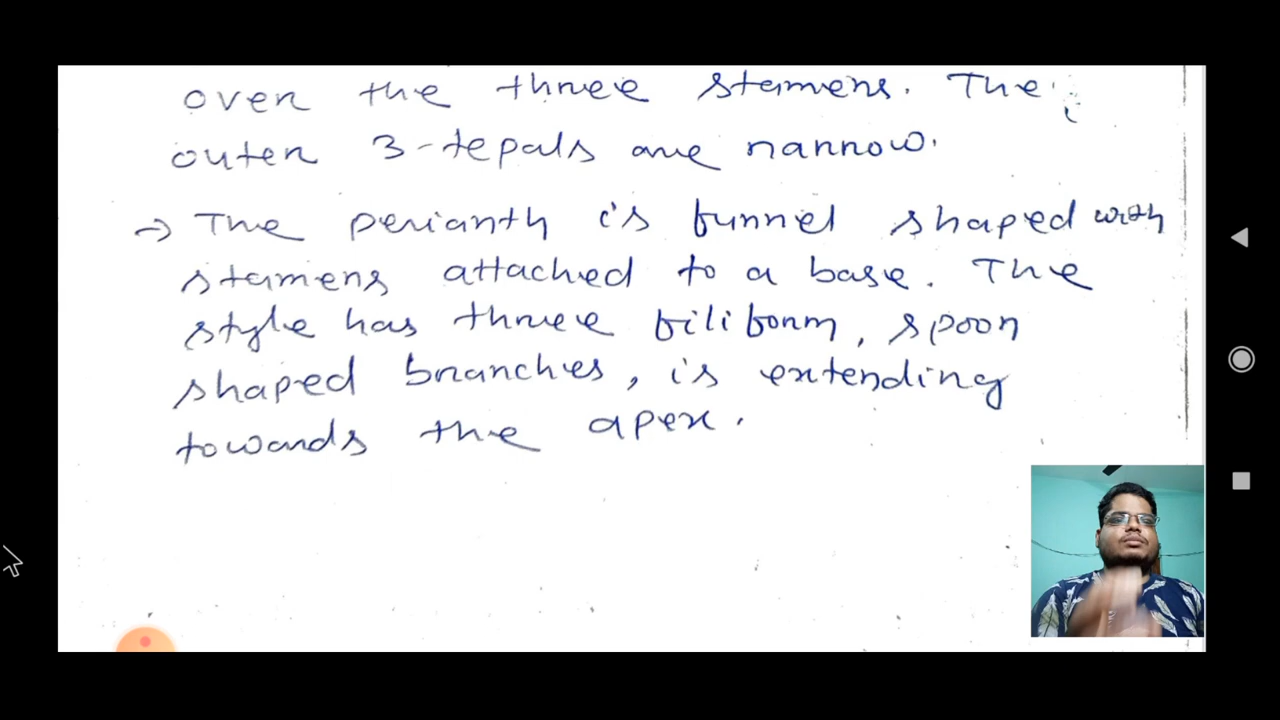 over the three stamens. The
outer 3-tepals are narrow.
→ The perianth is funnel shaped with
stamens attached to a base. The
style has three filiform, spoon
shaped branches, is extending
towards the apex.